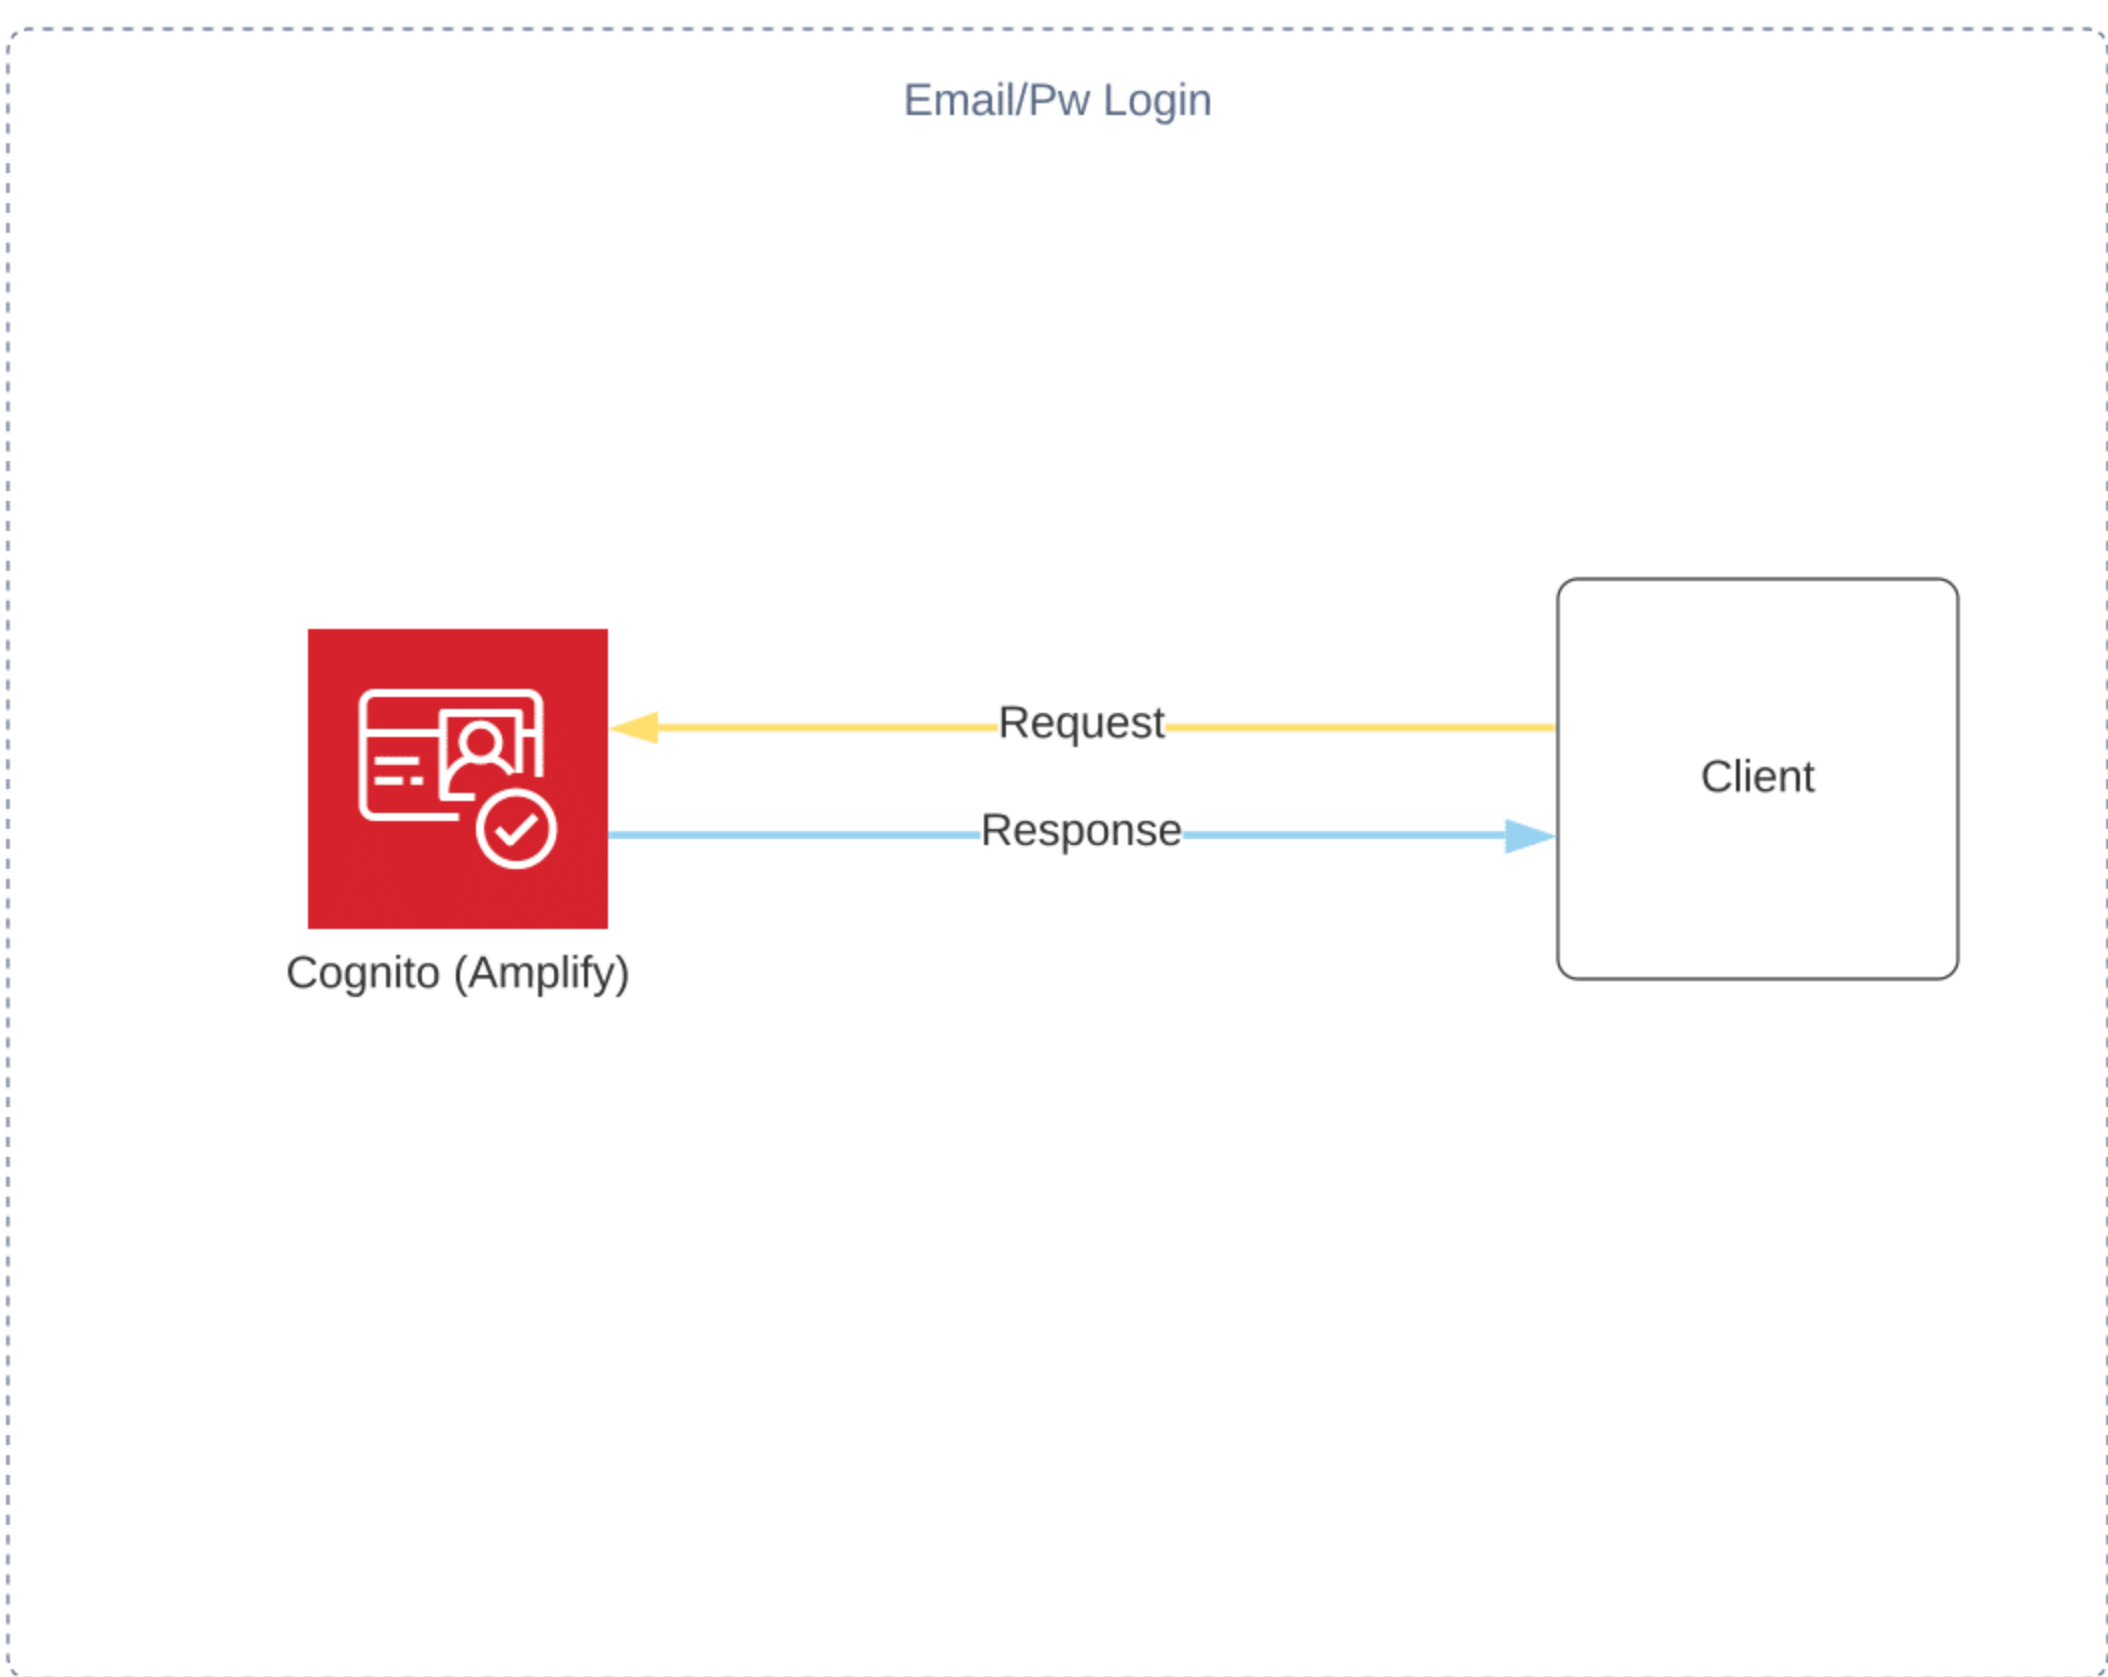 Email/Pw Login
Request
Client
Response
Cognito (Amplify)